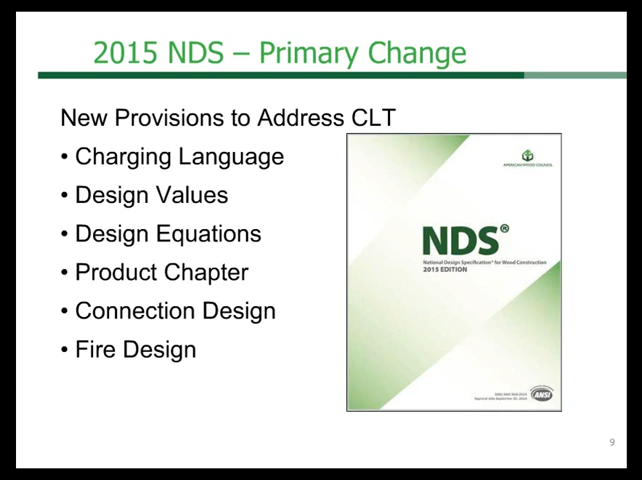 2015 NDS – Primary Change
New Provisions to Address CLT
• Charging Language
• Design Values
• Design Equations
• Product Chapter
• Connection Design
• Fire Design
AMERICAN WOOD COUNCIL
NDS®
National Design Specification® for Wood Construction
2015 EDITION
ANSI
9